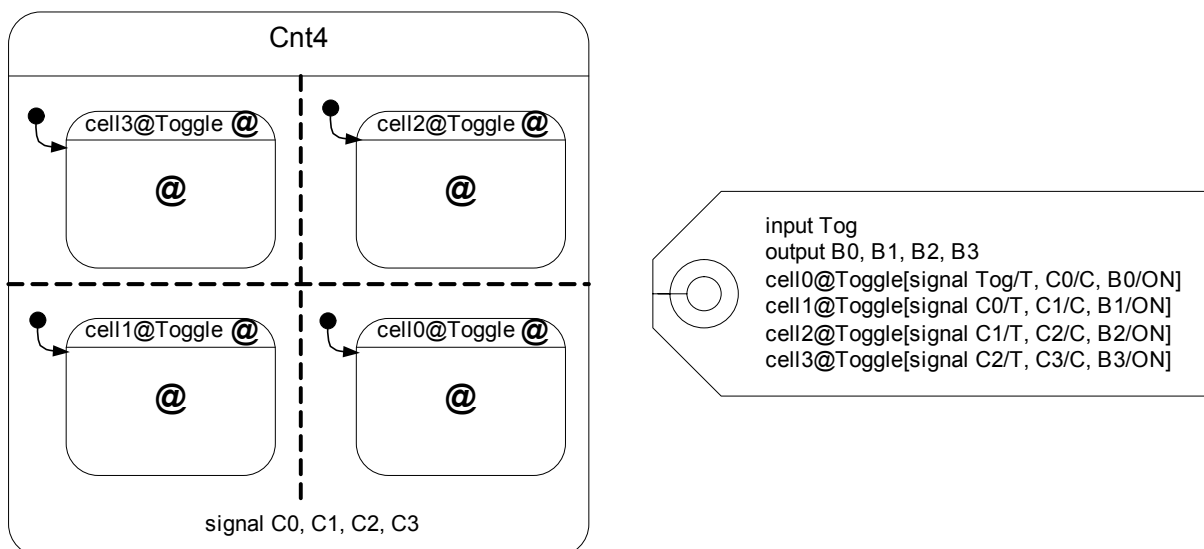 Cnt4
cell3@Toggle @
cell2@Toggle @
@
@
cell1@Toggle @
cell0@Toggle @
@
@
signal C0, C1, C2, C3
input Tog
output B0, B1, B2, B3
cell0@Toggle[signal Tog/T, C0/C, B0/ON]
cell1@Toggle[signal C0/T, C1/C, B1/ON]
cell2@Toggle[signal C1/T, C2/C, B2/ON]
cell3@Toggle[signal C2/T, C3/C, B3/ON]